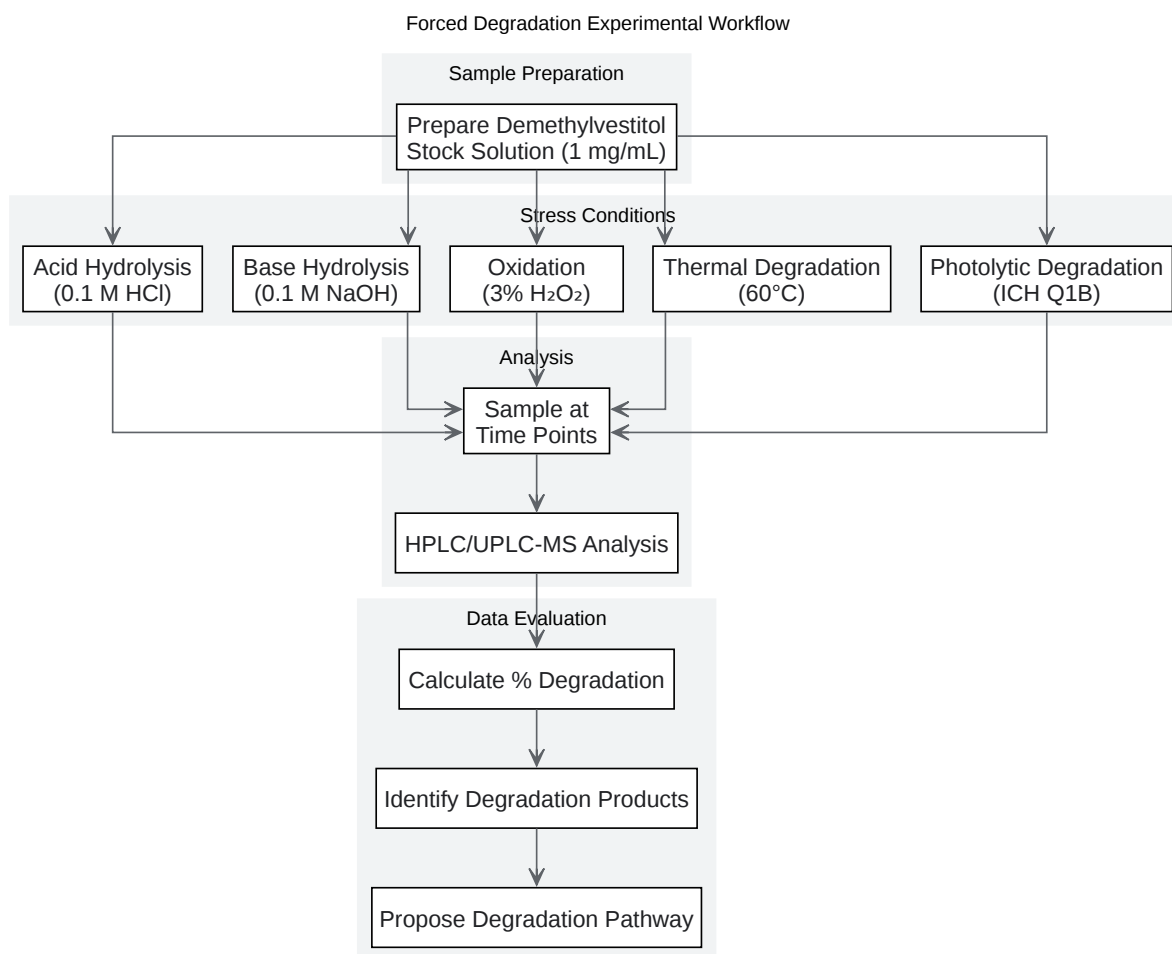 Forced Degradation Experimental Workflow
Sample Preparation
Prepare Demethylvestitol
Stock Solution (1 mg/mL)
Stress Conditions
Acid Hydrolysis
(0.1 M HCl)
Base Hydrolysis
(0.1 M NaOH)
Oxidation
(3% H₂O₂)
Thermal Degradation
(60°C)
Photolytic Degradation
(ICH Q1B)
Analysis
Sample at
Time Points
HPLC/UPLC-MS Analysis
Data Evaluation
Calculate % Degradation
Identify Degradation Products
Propose Degradation Pathway